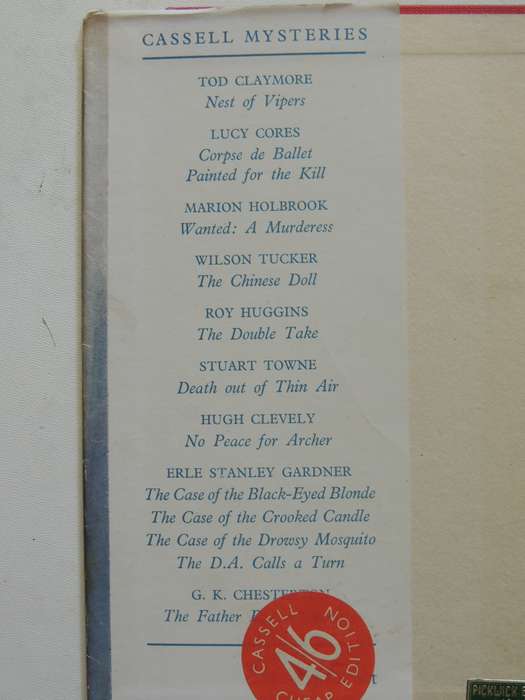 CASSELL MYSTERIES
TOD CLAYMORE
Nest of Vipers
LUCY CORES
Corpse de Ballet
Painted for the Kill
MARION HOLBROOK
Wanted: A Murderess
WILSON TUCKER
The Chinese Doll
ROY HUGGINS
The Double Take
STUART TOWNE
Death out of Thin Air
HUGH CLEVELY
No Peace for Archer
ERLE STANLEY GARDNER
The Case of the Black-Eyed Blonde
The Case of the Crooked Candle
The Case of the Drowsy Mosquito
The D.A. Calls a Turn
G. K. CHESTERTON
The Father
CASSELL
4/6
CHEAP EDITION
PICKWICK